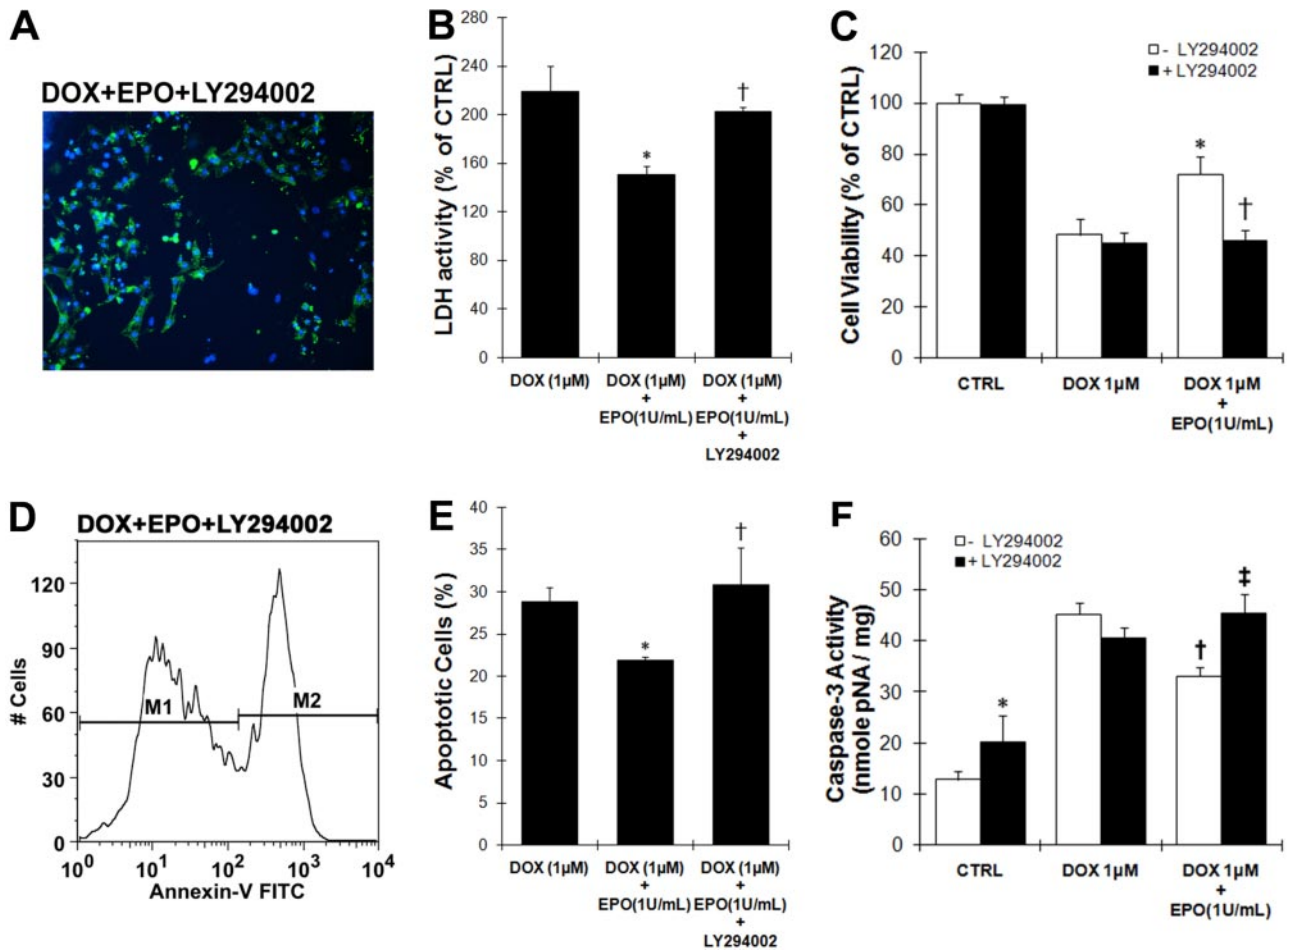 A
DOX+EPO+LY294002
B
LDH activity (% of CTRL)
280
240
200
160
120
80
40
0
*
†
DOX (1µM)
DOX (1µM)
+
EPO(1U/mL)
DOX (1µM)
+
EPO(1U/mL)
+
LY294002
C
Cell Viability (% of CTRL)
120
100
80
60
40
20
0
- LY294002
+ LY294002
*
†
CTRL
DOX 1µM
DOX 1µM
+
EPO(1U/mL)
D
DOX+EPO+LY294002
# Cells
120
90
60
30
0
M1
M2
10⁰
10¹
10²
10³
10⁴
Annexin-V FITC
E
Apoptotic Cells (%)
40
35
30
25
20
15
10
5
0
*
†
DOX (1µM)
DOX (1µM)
+
EPO(1U/mL)
DOX (1µM)
+
EPO(1U/mL)
+
LY294002
F
Caspase-3 Activity
(nmole pNA / mg)
60
50
40
30
20
10
0
- LY294002
+ LY294002
*
†
‡
CTRL
DOX 1µM
DOX 1µM
+
EPO(1U/mL)